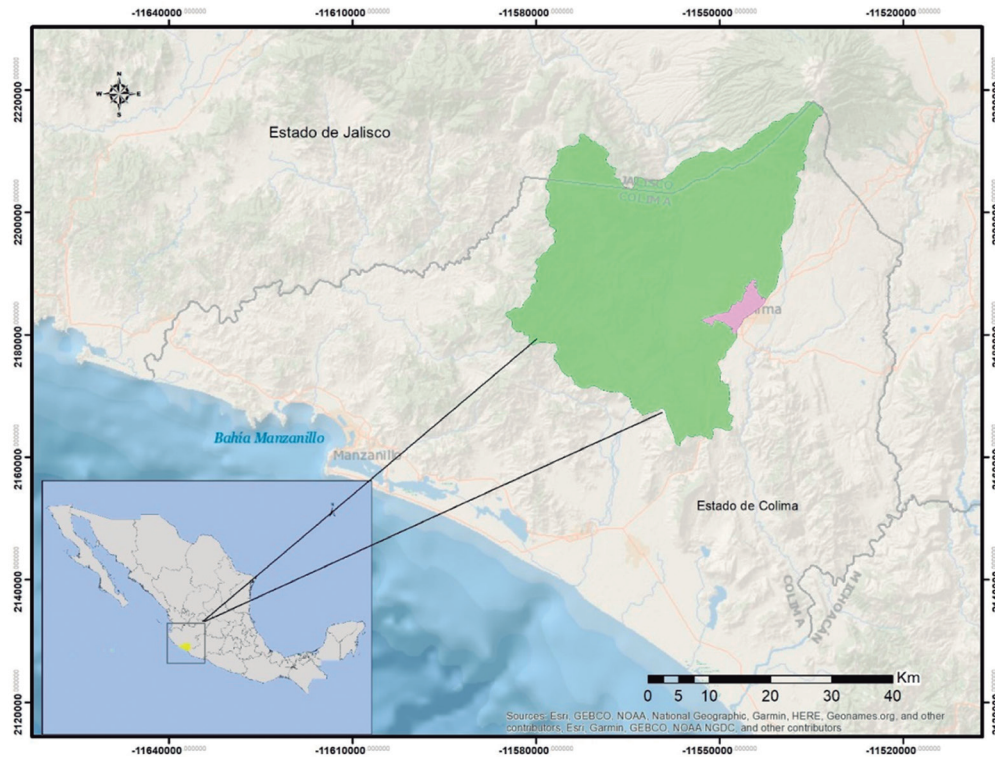 -11640000 -11610000 -11580000 -11550000 -11520000
N
W E
S
2220000
Estado de Jalisco
JALISCO
COLIMA
2200000
2180000
Bahía Manzanillo
Manzanillo
2160000
Estado de Colima
COLIMA
MICHOACÁN
2140000
Km
0 5 10 20 30 40
2120000
Sources: Esri, GEBCO, NOAA, National Geographic, Garmin, HERE, Geonames.org, and other
contributors, Esri, Garmin, GEBCO, NOAA NGDC, and other contributors
-11640000 -11610000 -11580000 -11550000 -11520000